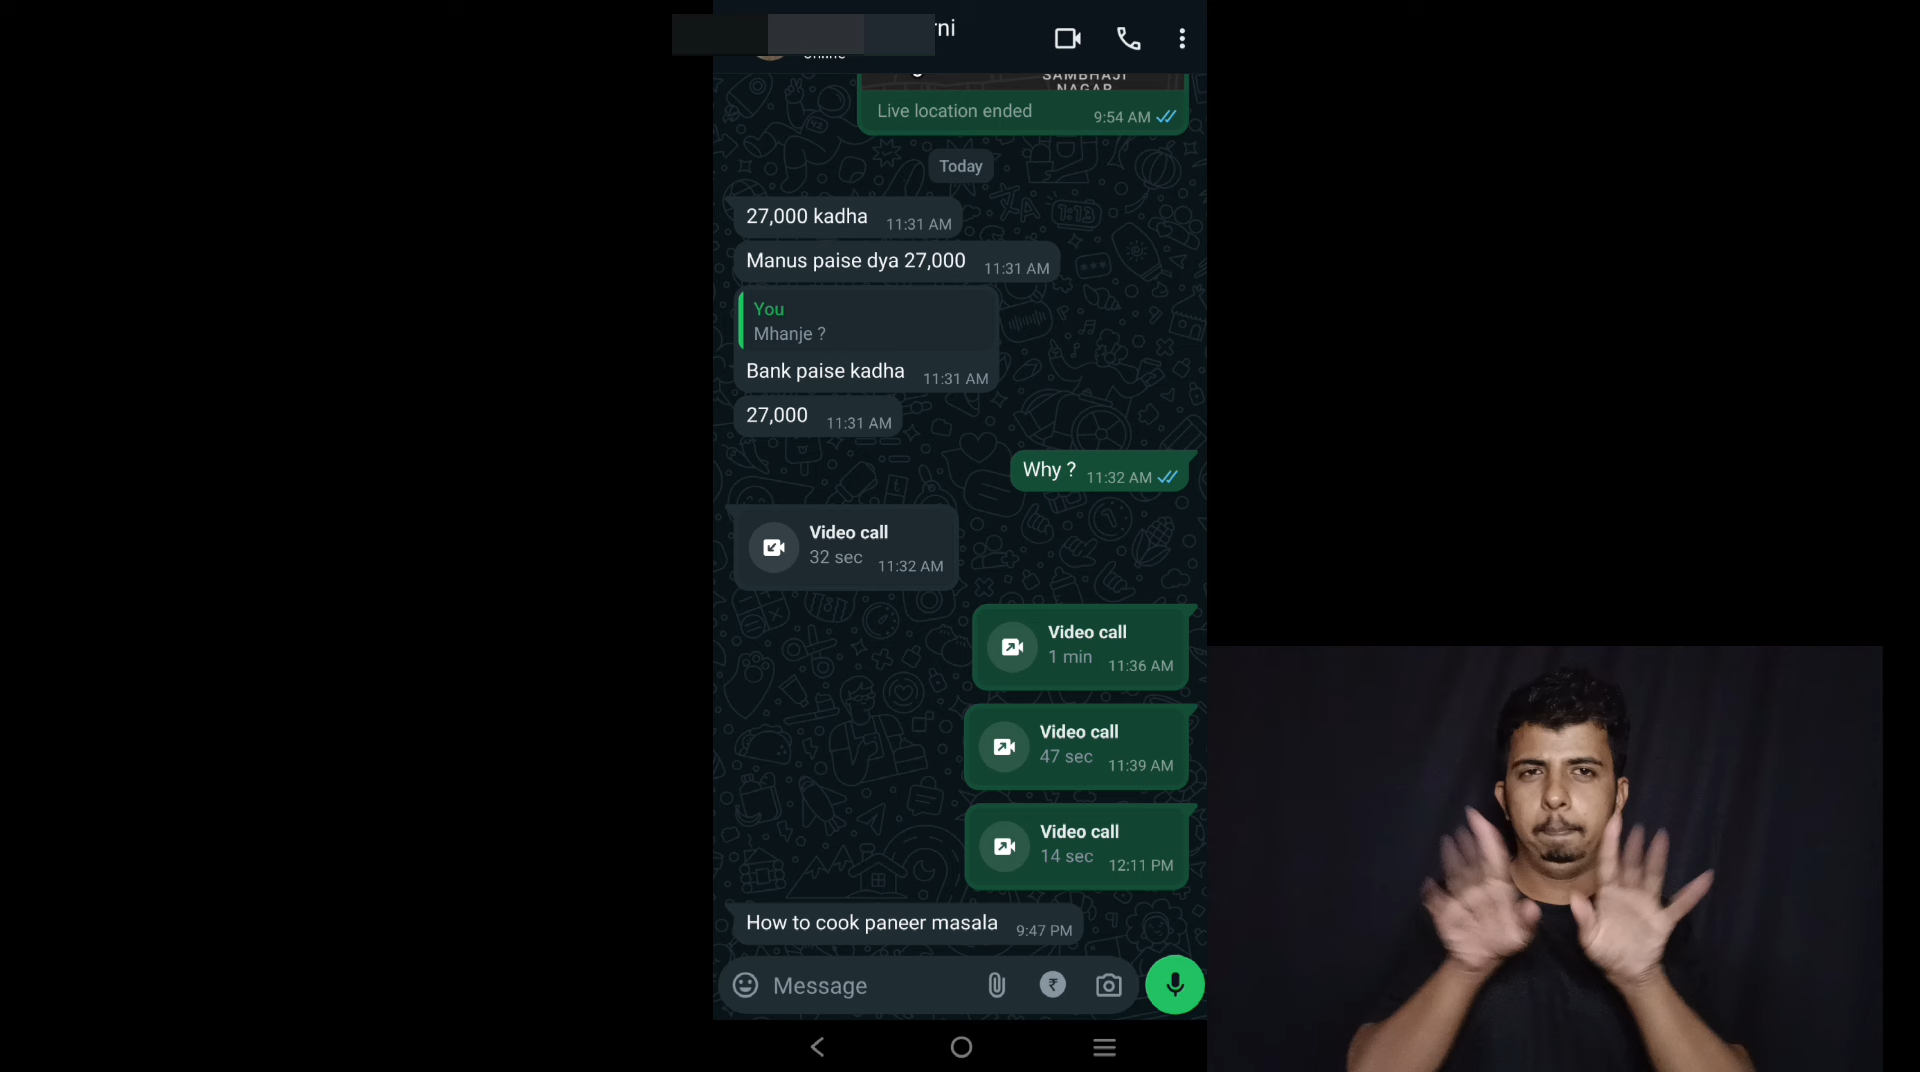 Live location ended
9:54 AM
Today
27,000 kadha 11:31 AM
Manus paise dya 27,000 11:31 AM
You
Mhanje ?
Bank paise kadha 11:31 AM
27,000 11:31 AM
Why ? 11:32 AM
Video call
32 sec 11:32 AM
Video call
1 min 11:36 AM
Video call
47 sec 11:39 AM
Video call
14 sec 12:11 PM
How to cook paneer masala 9:47 PM
Message